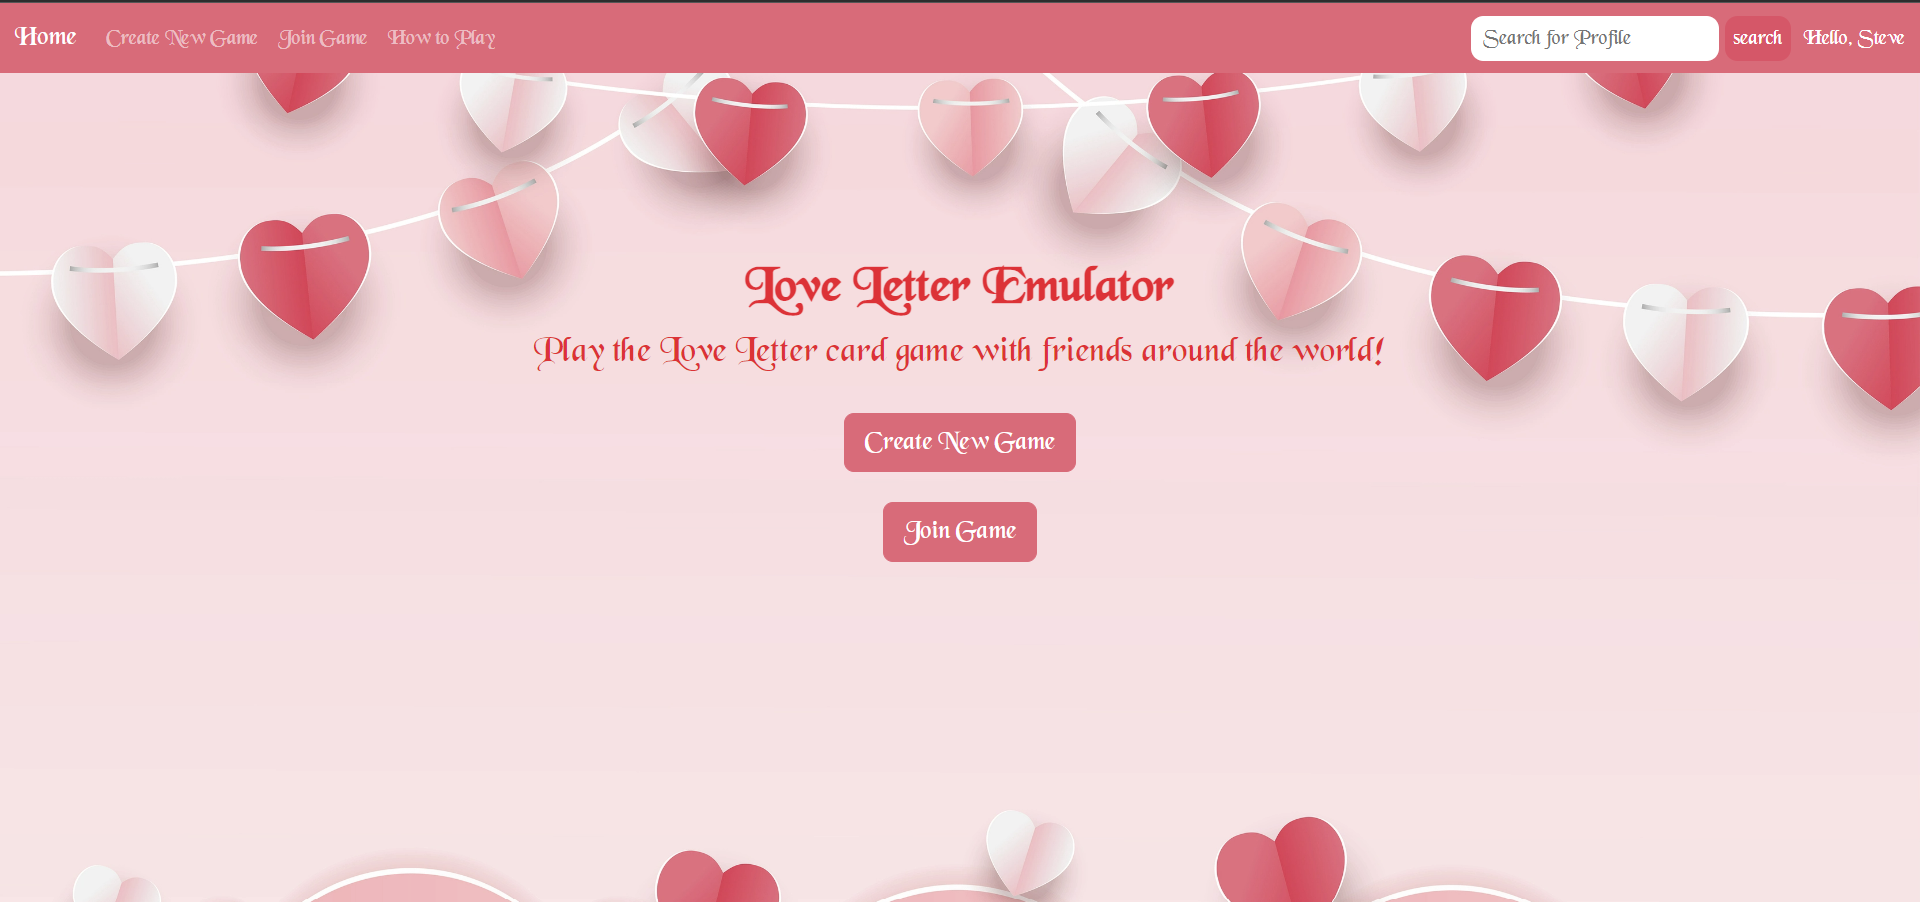 Home Create New Game Join Game How to Play Search for Profile search Hello, Steve
Love Letter Emulator
Play the Love Letter card game with friends around the world!
Create New Game
Join Game